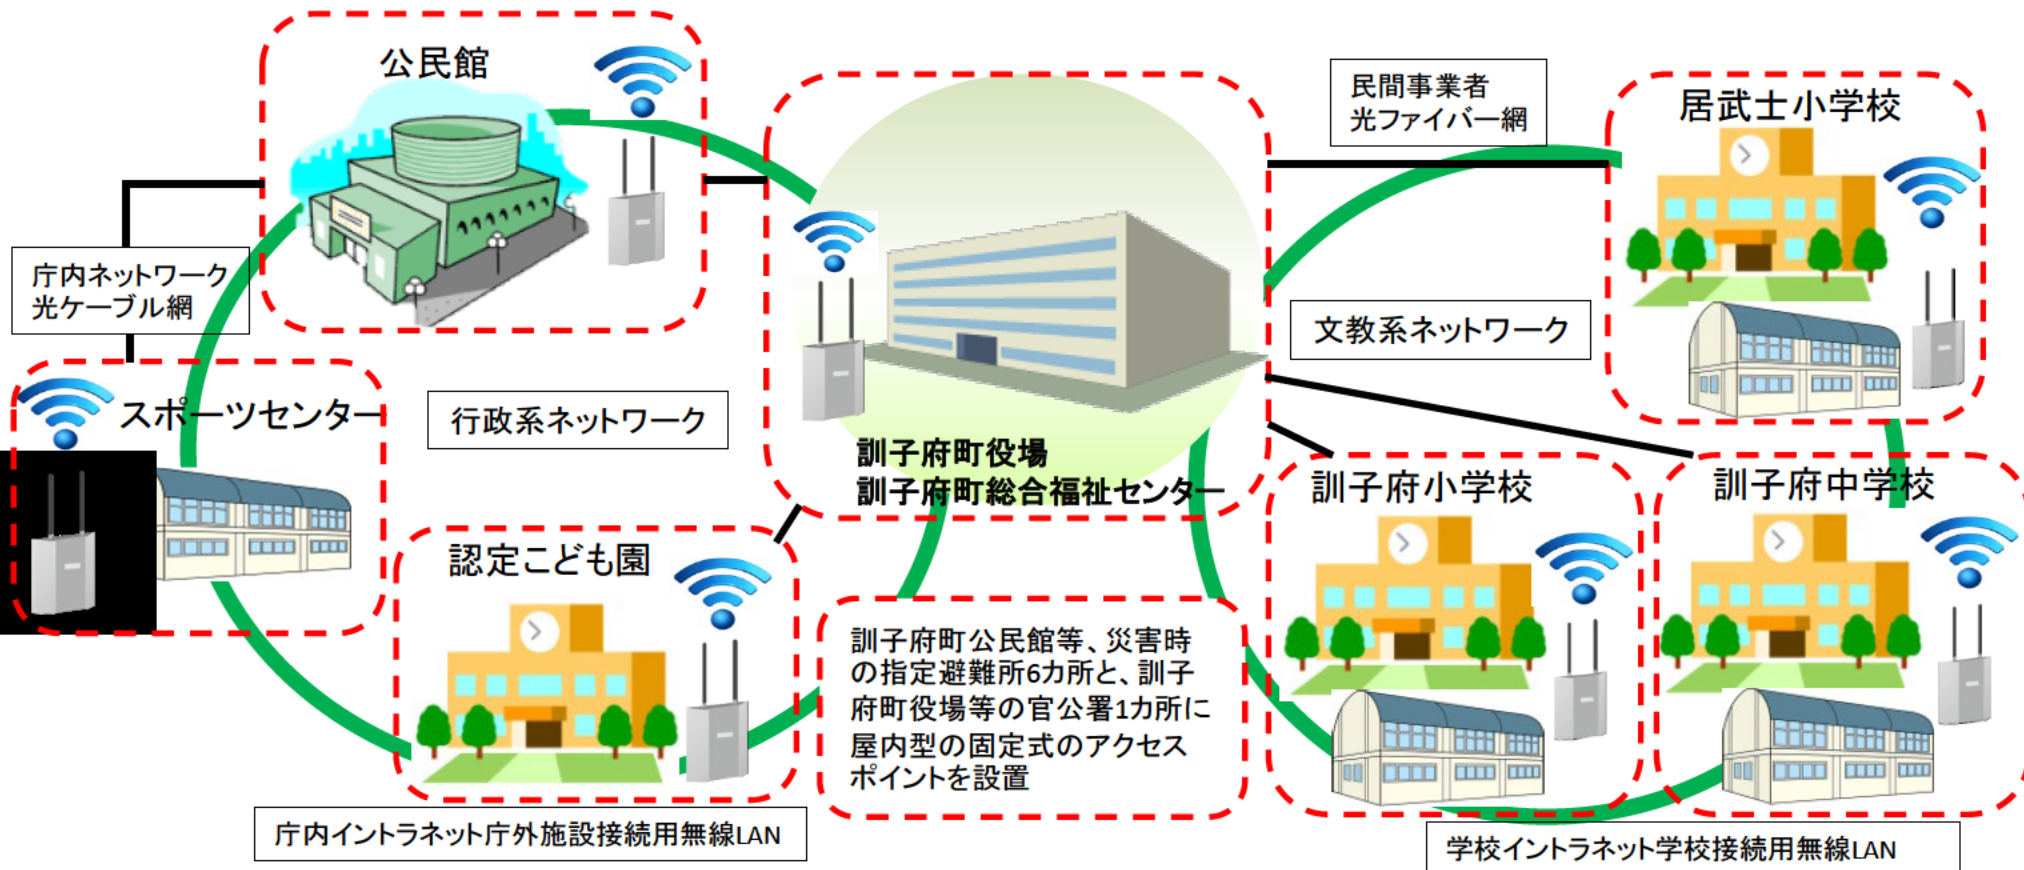 公民館
民間事業者
光ファイバー網
居武士小学校
庁内ネットワーク
光ケーブル網
文教系ネットワーク
スポーツセンター
行政系ネットワーク
訓子府町役場
訓子府町総合福祉センター
訓子府小学校
訓子府中学校
認定こども園
訓子府町公民館等、災害時
の指定避難所6カ所と、訓子
府町役場等の官公署1カ所に
屋内型の固定式のアクセス
ポイントを設置
庁内イントラネット庁外施設接続用無線LAN
学校イントラネット学校接続用無線LAN